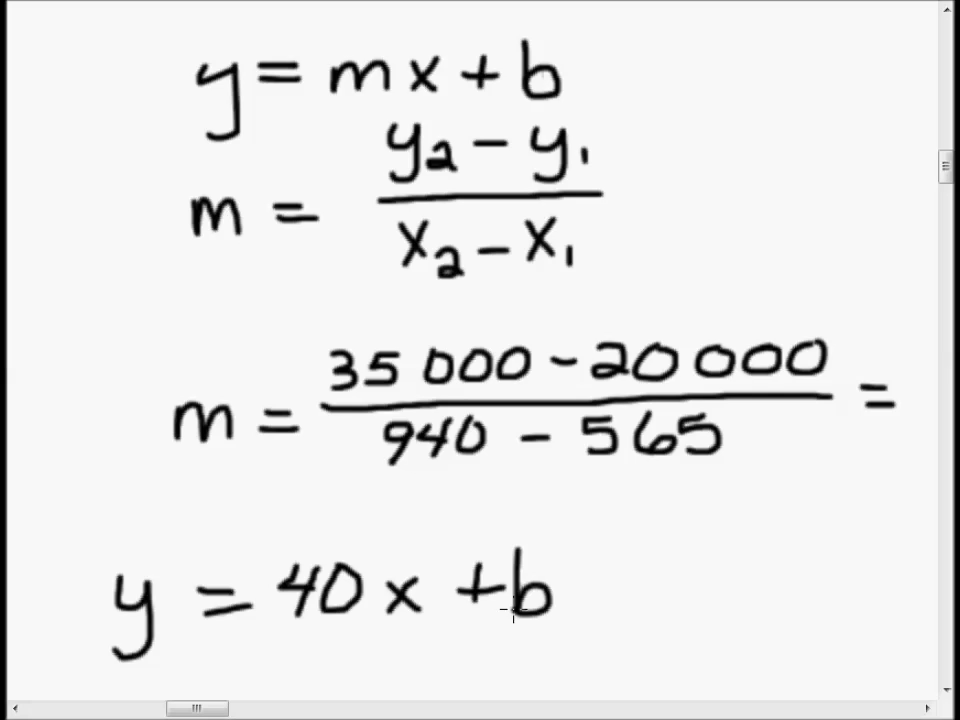 y = mx + b
m = y₂ - y₁ / x₂ - x₁
m = 35 000 - 20 000 / 940 - 565 =
y = 40x + b